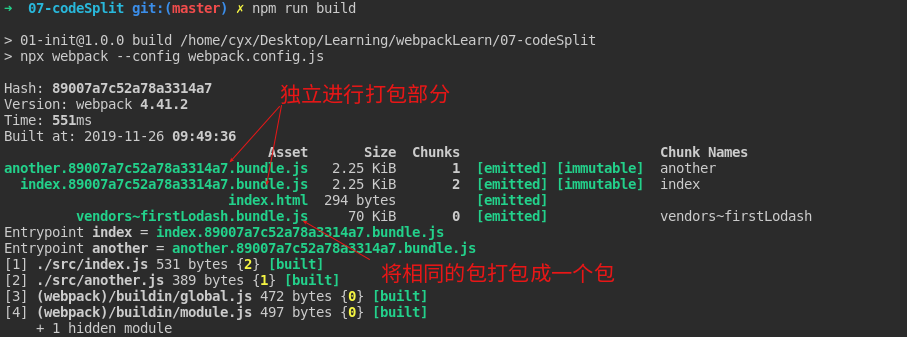 ➜  07-codeSplit git:(master) ✗ npm run build
> 01-init@1.0.0 build /home/cyx/Desktop/Learning/webpackLearn/07-codeSplit
> npx webpack --config webpack.config.js
Hash: 89007a7c52a78a3314a7
独立进行打包部分
Version: webpack 4.41.2
Time: 551ms
Built at: 2019-11-26 09:49:36
Asset Size Chunks Chunk Names
another.89007a7c52a78a3314a7.bundle.js 2.25 KiB 1 [emitted] [immutable] another
index.89007a7c52a78a3314a7.bundle.js 2.25 KiB 2 [emitted] [immutable] index
index.html 294 bytes [emitted]
vendors~firstLodash.bundle.js 70 KiB 0 [emitted] vendors~firstLodash
Entrypoint index = index.89007a7c52a78a3314a7.bundle.js
Entrypoint another = another.89007a7c52a78a3314a7.bundle.js
[1] ./src/index.js 531 bytes {2} [built]
将相同的包打包成一个包
[2] ./src/another.js 389 bytes {1} [built]
[3] (webpack)/buildin/global.js 472 bytes {0} [built]
[4] (webpack)/buildin/module.js 497 bytes {0} [built]
+ 1 hidden module